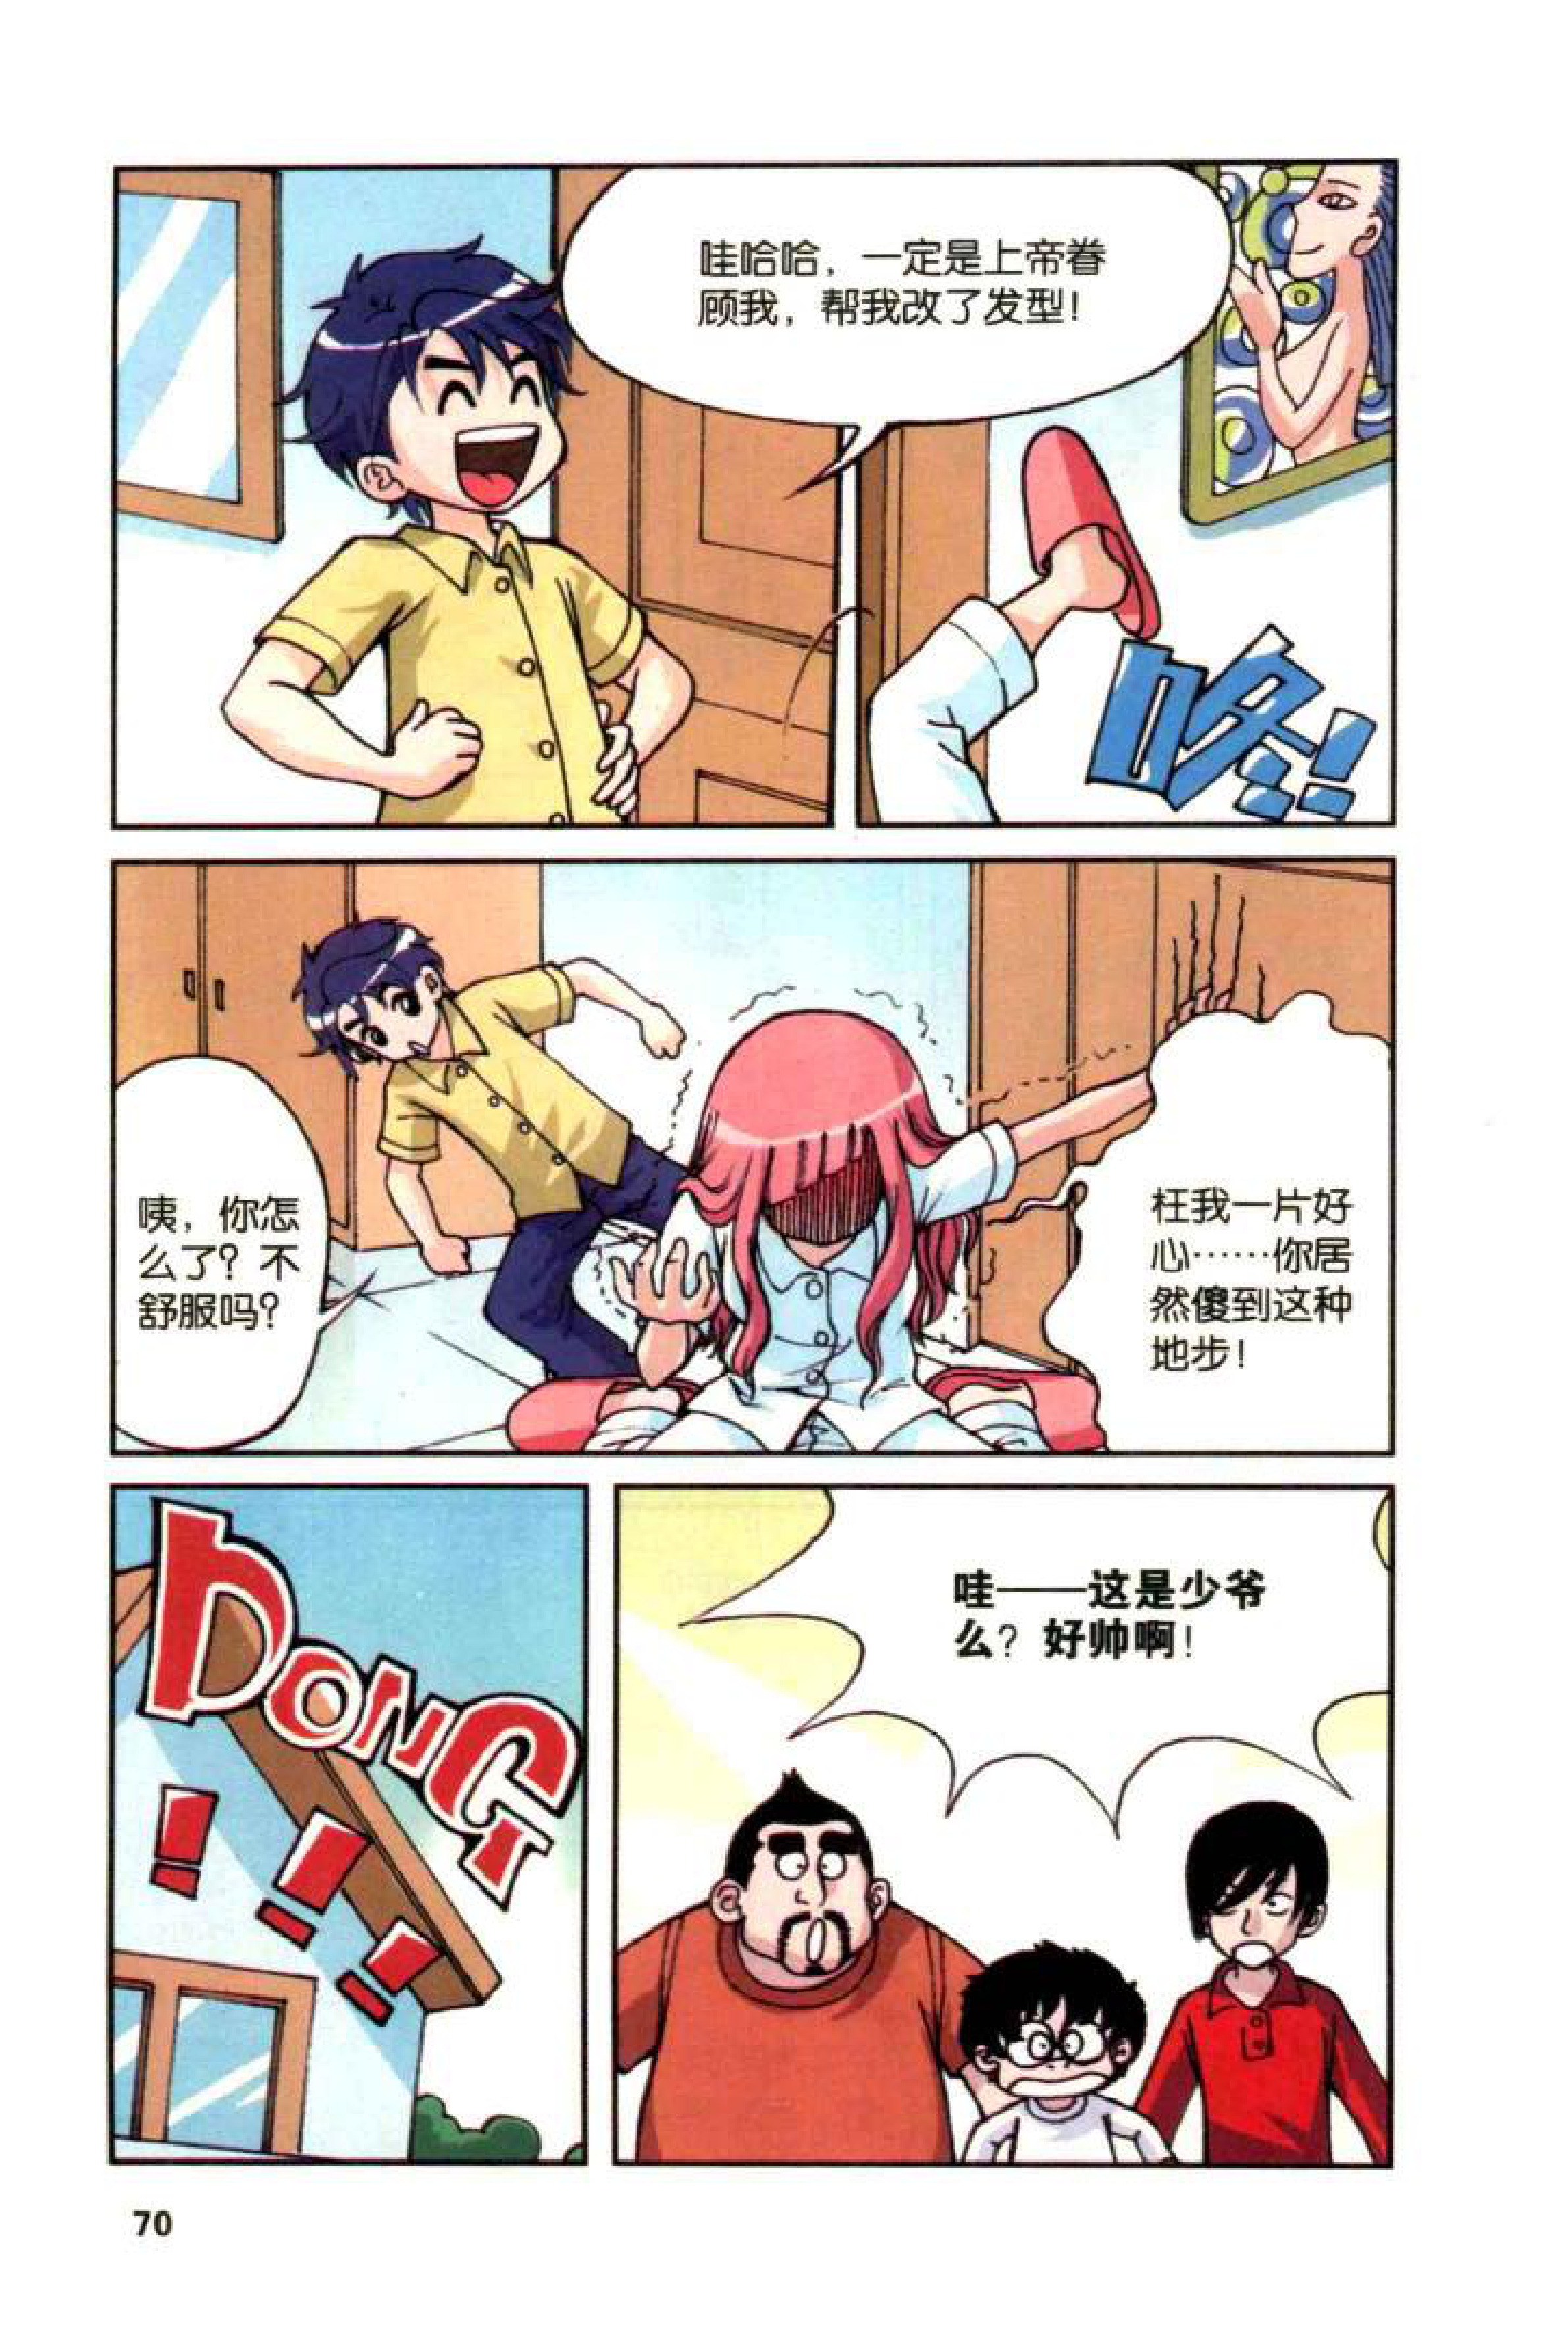 哇哈哈，一定是上帝眷
顾我，帮我改了发型！
咚！
咦，你怎
么了？不
舒服吗？
枉我一片好
心……你居
然傻到这种
地步！
DONG
!!!
哇——这是少爷
么？好帅啊！
70